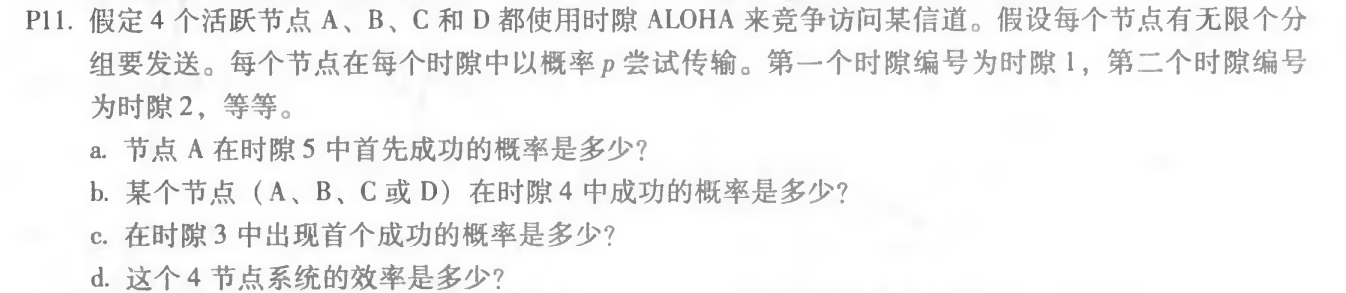 P11. 假定 4 个活跃节点 A、B、C 和 D 都使用时隙 ALOHA 来竞争访问某信道。假设每个节点有无限个分
组要发送。每个节点在每个时隙中以概率 p 尝试传输。第一个时隙编号为时隙 1，第二个时隙编号
为时隙 2，等等。
a. 节点 A 在时隙 5 中首先成功的概率是多少?
b. 某个节点（A、B、C 或 D）在时隙 4 中成功的概率是多少?
c. 在时隙 3 中出现首个成功的概率是多少?
d. 这个 4 节点系统的效率是多少?